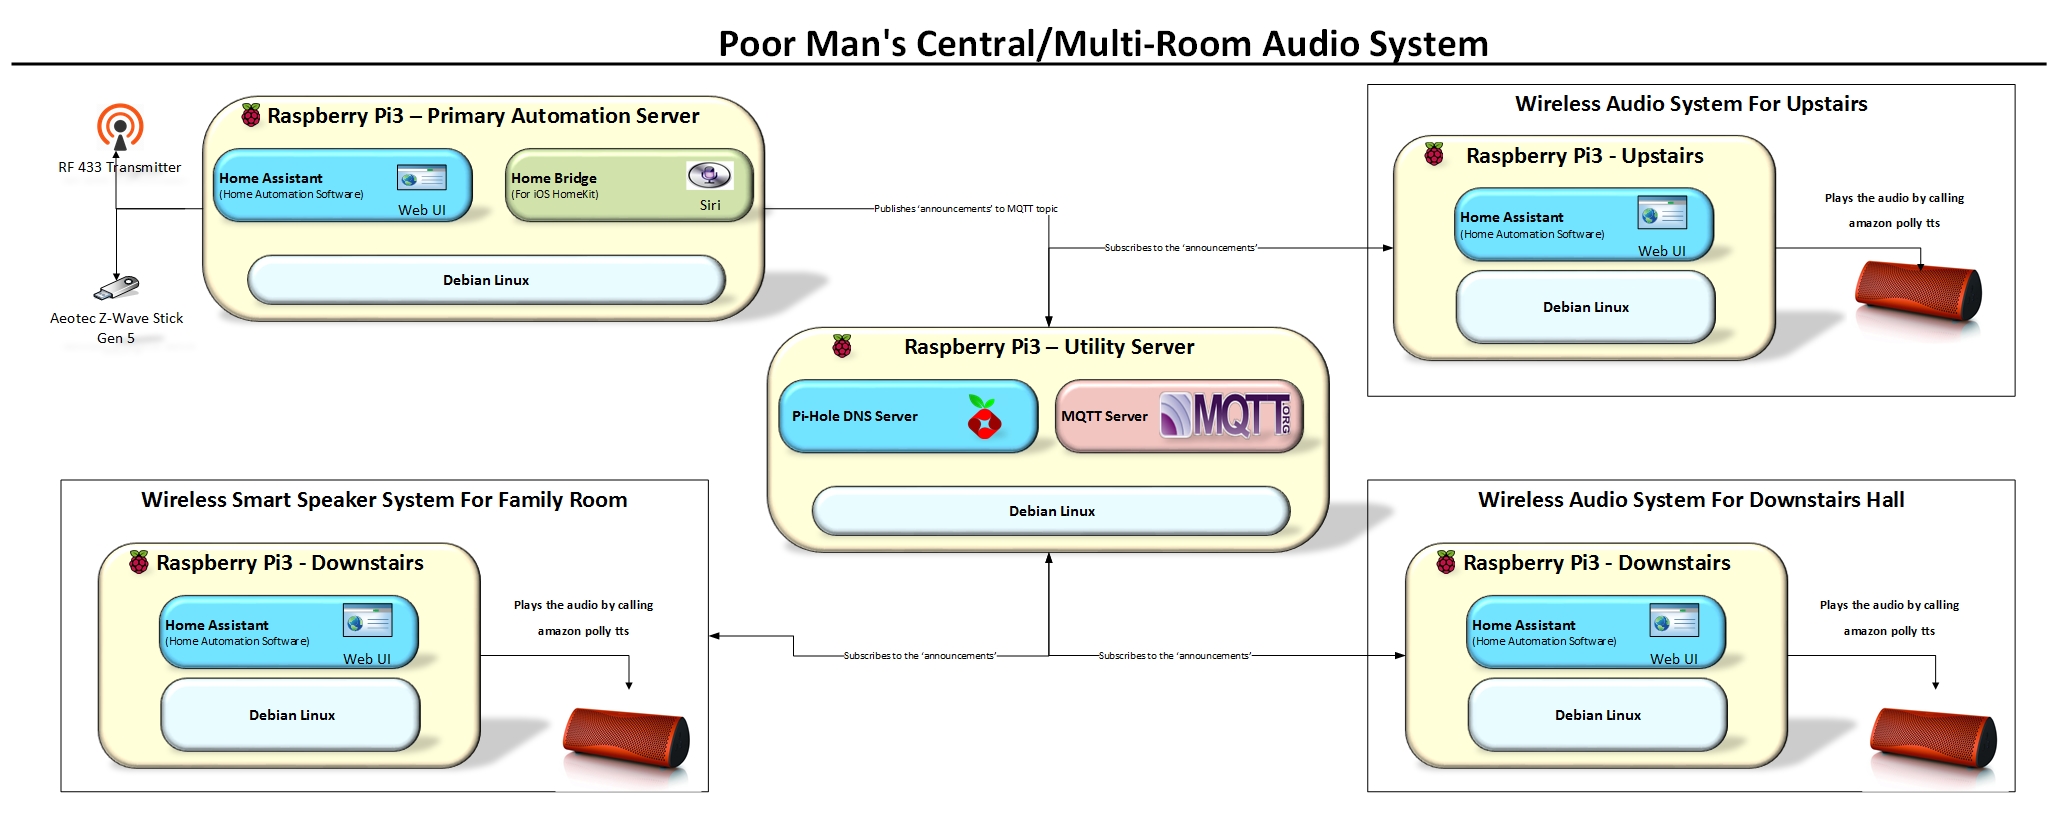 Poor Man's Central/Multi-Room Audio System
RF 433 Transmitter
Aeotec Z-Wave Stick
Gen 5
Raspberry Pi3 – Primary Automation Server
Home Assistant
(Home Automation Software)
Web UI
Home Bridge
(For iOS HomeKit)
Siri
Debian Linux
Publishes 'announcements' to MQTT topic
Subscribes to the 'announcements'
Wireless Audio System For Upstairs
Raspberry Pi3 - Upstairs
Home Assistant
(Home Automation Software)
Web UI
Debian Linux
Plays the audio by calling
amazon polly tts
Raspberry Pi3 – Utility Server
Pi-Hole DNS Server
MQTT Server
MQTT.ORG
Debian Linux
Wireless Smart Speaker System For Family Room
Raspberry Pi3 - Downstairs
Home Assistant
(Home Automation Software)
Web UI
Debian Linux
Plays the audio by calling
amazon polly tts
Subscribes to the 'announcements'
Subscribes to the 'announcements'
Wireless Audio System For Downstairs Hall
Raspberry Pi3 - Downstairs
Home Assistant
(Home Automation Software)
Web UI
Debian Linux
Plays the audio by calling
amazon polly tts